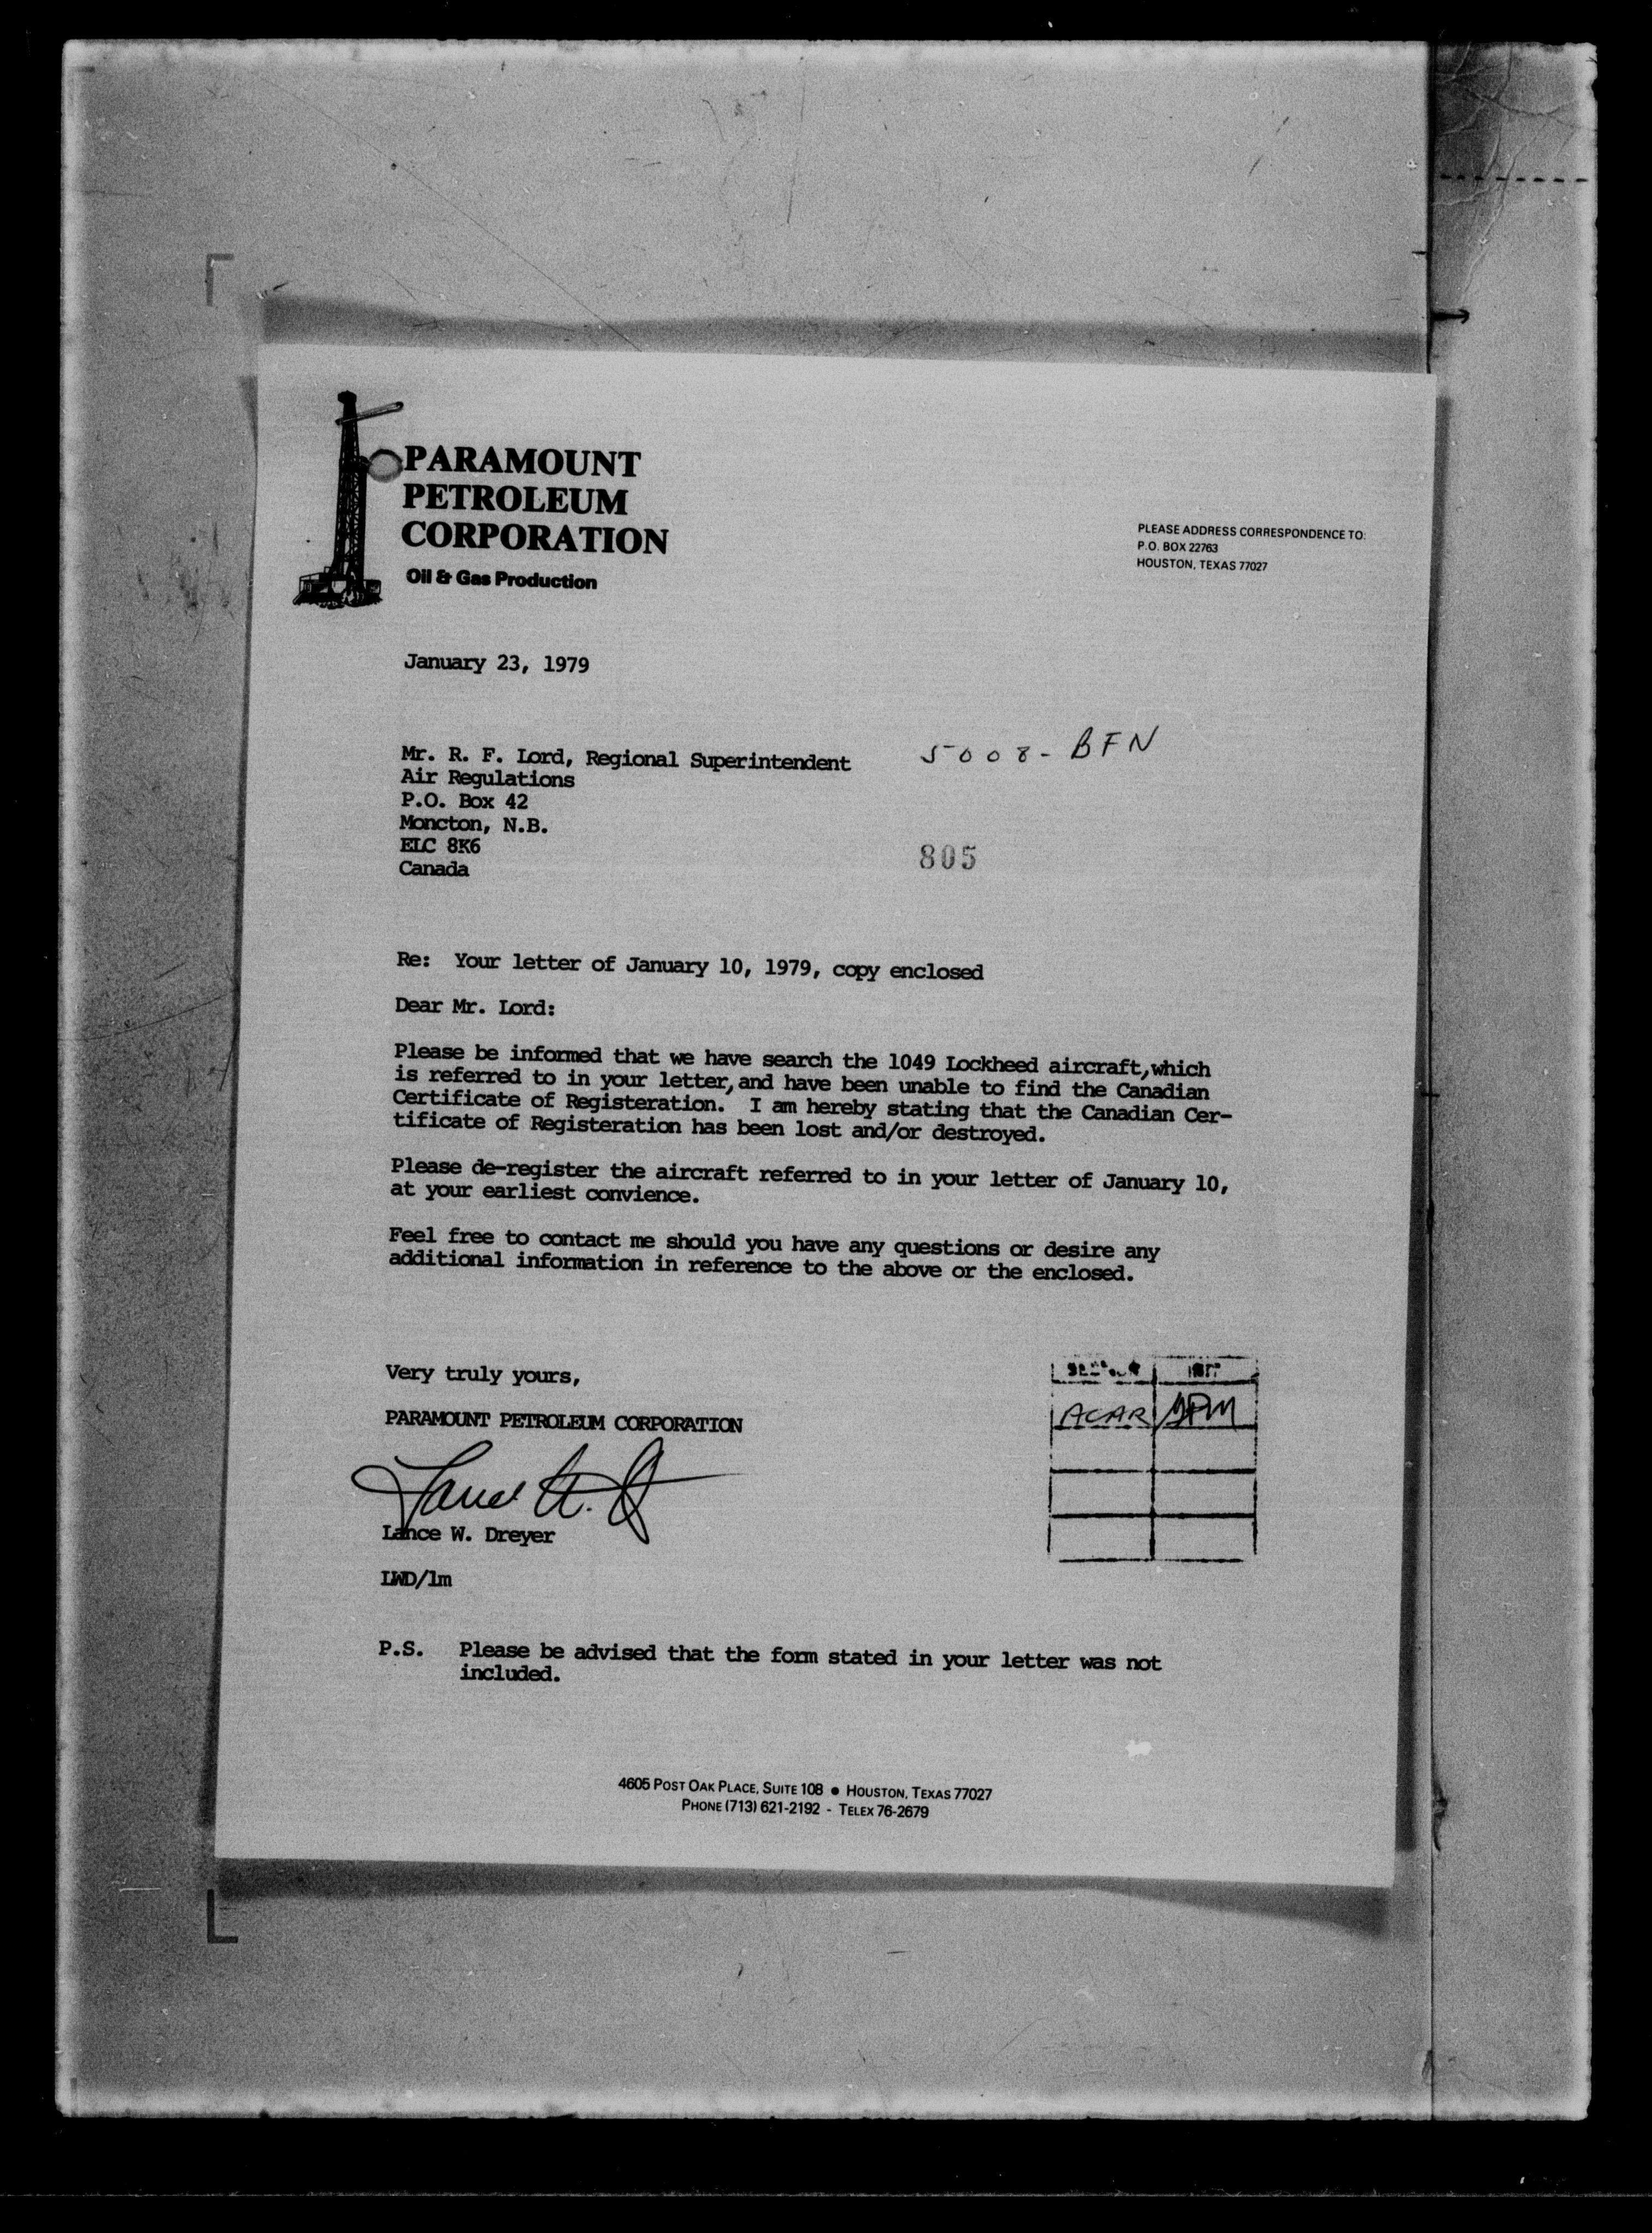 PARAMOUNT
PETROLEUM
CORPORATION
Oil & Gas Production
PLEASE ADDRESS CORRESPONDENCE TO:
P.O. BOX 22763
HOUSTON, TEXAS 77027
January 23, 1979
Mr. R. F. Lord, Regional Superintendent
5008-BFN
Air Regulations
P.O. Box 42
Moncton, N.B.
ELC 8K6
805
Canada
Re: Your letter of January 10, 1979, copy enclosed
Dear Mr. Lord:
Please be informed that we have search the 1049 Lockheed aircraft,which
is referred to in your letter,and have been unable to find the Canadian
Certificate of Registeration. I am hereby stating that the Canadian Cer-
tificate of Registeration has been lost and/or destroyed.
Please de-register the aircraft referred to in your letter of January 10,
at your earliest convience.
Feel free to contact me should you have any questions or desire any
additional information in reference to the above or the enclosed.
Very truly yours,
PARAMOUNT PETROLEUM CORPORATION
ACAR
Lance W. Dreyer
LWD/lm
P.S. Please be advised that the form stated in your letter was not
included.
4605 POST OAK PLACE, SUITE 108 • HOUSTON, TEXAS 77027
PHONE (713) 621-2192 - TELEX 76-2679